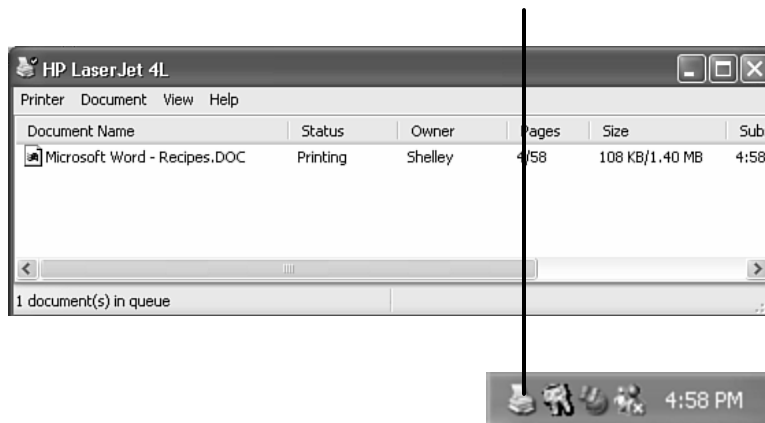 HP LaserJet 4L
Printer Document View Help
Document Name Status Owner Pages Size Sub
Microsoft Word - Recipes.DOC Printing Shelley 4/58 108 KB/1.40 MB 4:58
1 document(s) in queue
4:58 PM